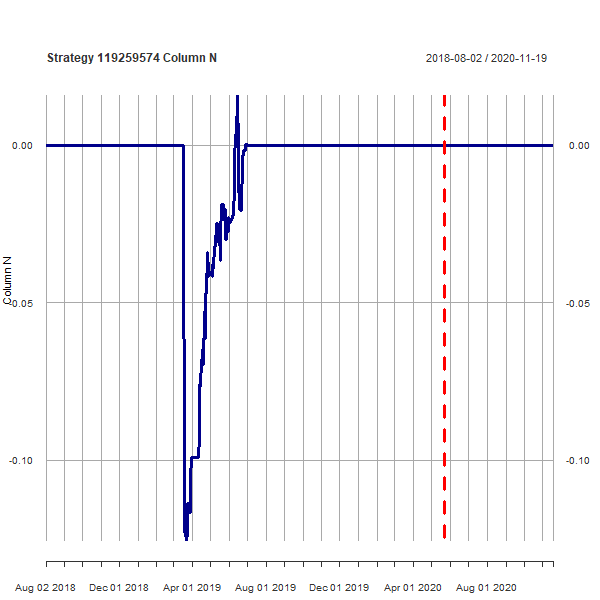 Strategy 119259574 Column N 2018-08-02 / 2020-11-19
0.00 0.00
Column N
-0.05 -0.05
-0.10 -0.10
Aug 02 2018 Dec 01 2018 Apr 01 2019 Aug 01 2019 Dec 01 2019 Apr 01 2020 Aug 01 2020